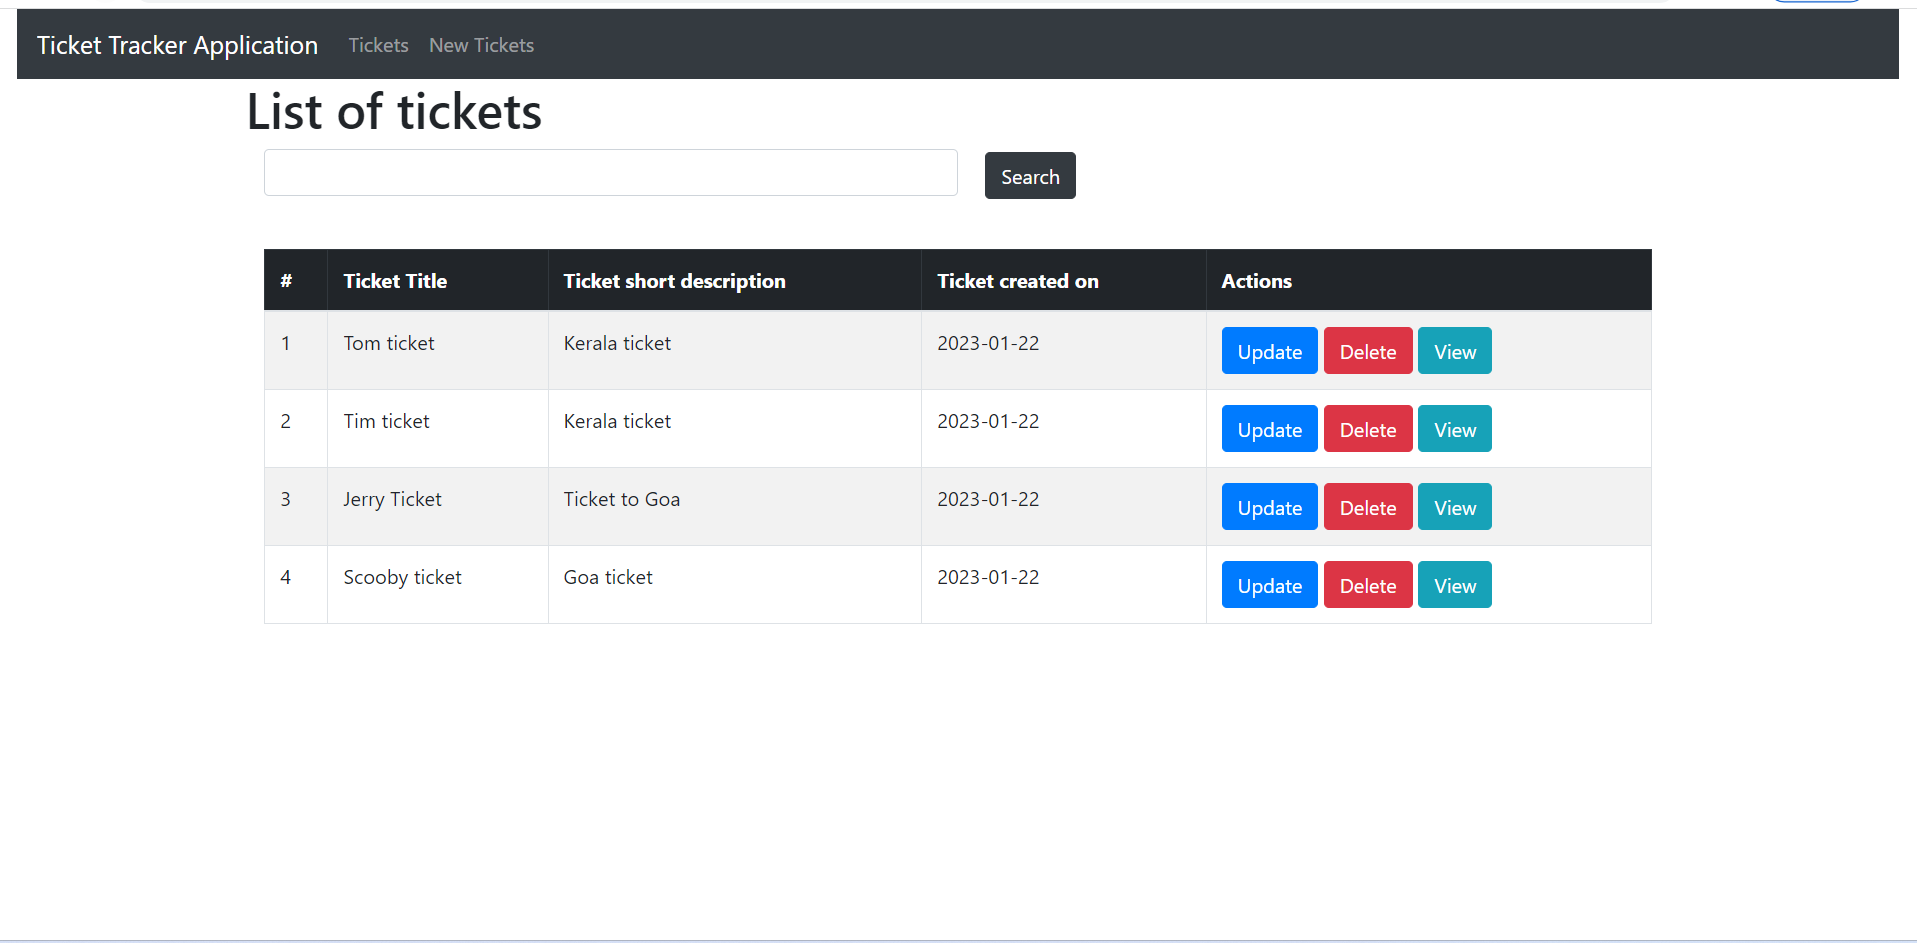 Ticket Tracker Application Tickets New Tickets
List of tickets
Search
# Ticket Title Ticket short description Ticket created on Actions
1 Tom ticket Kerala ticket 2023-01-22 Update Delete View
2 Tim ticket Kerala ticket 2023-01-22 Update Delete View
3 Jerry Ticket Ticket to Goa 2023-01-22 Update Delete View
4 Scooby ticket Goa ticket 2023-01-22 Update Delete View